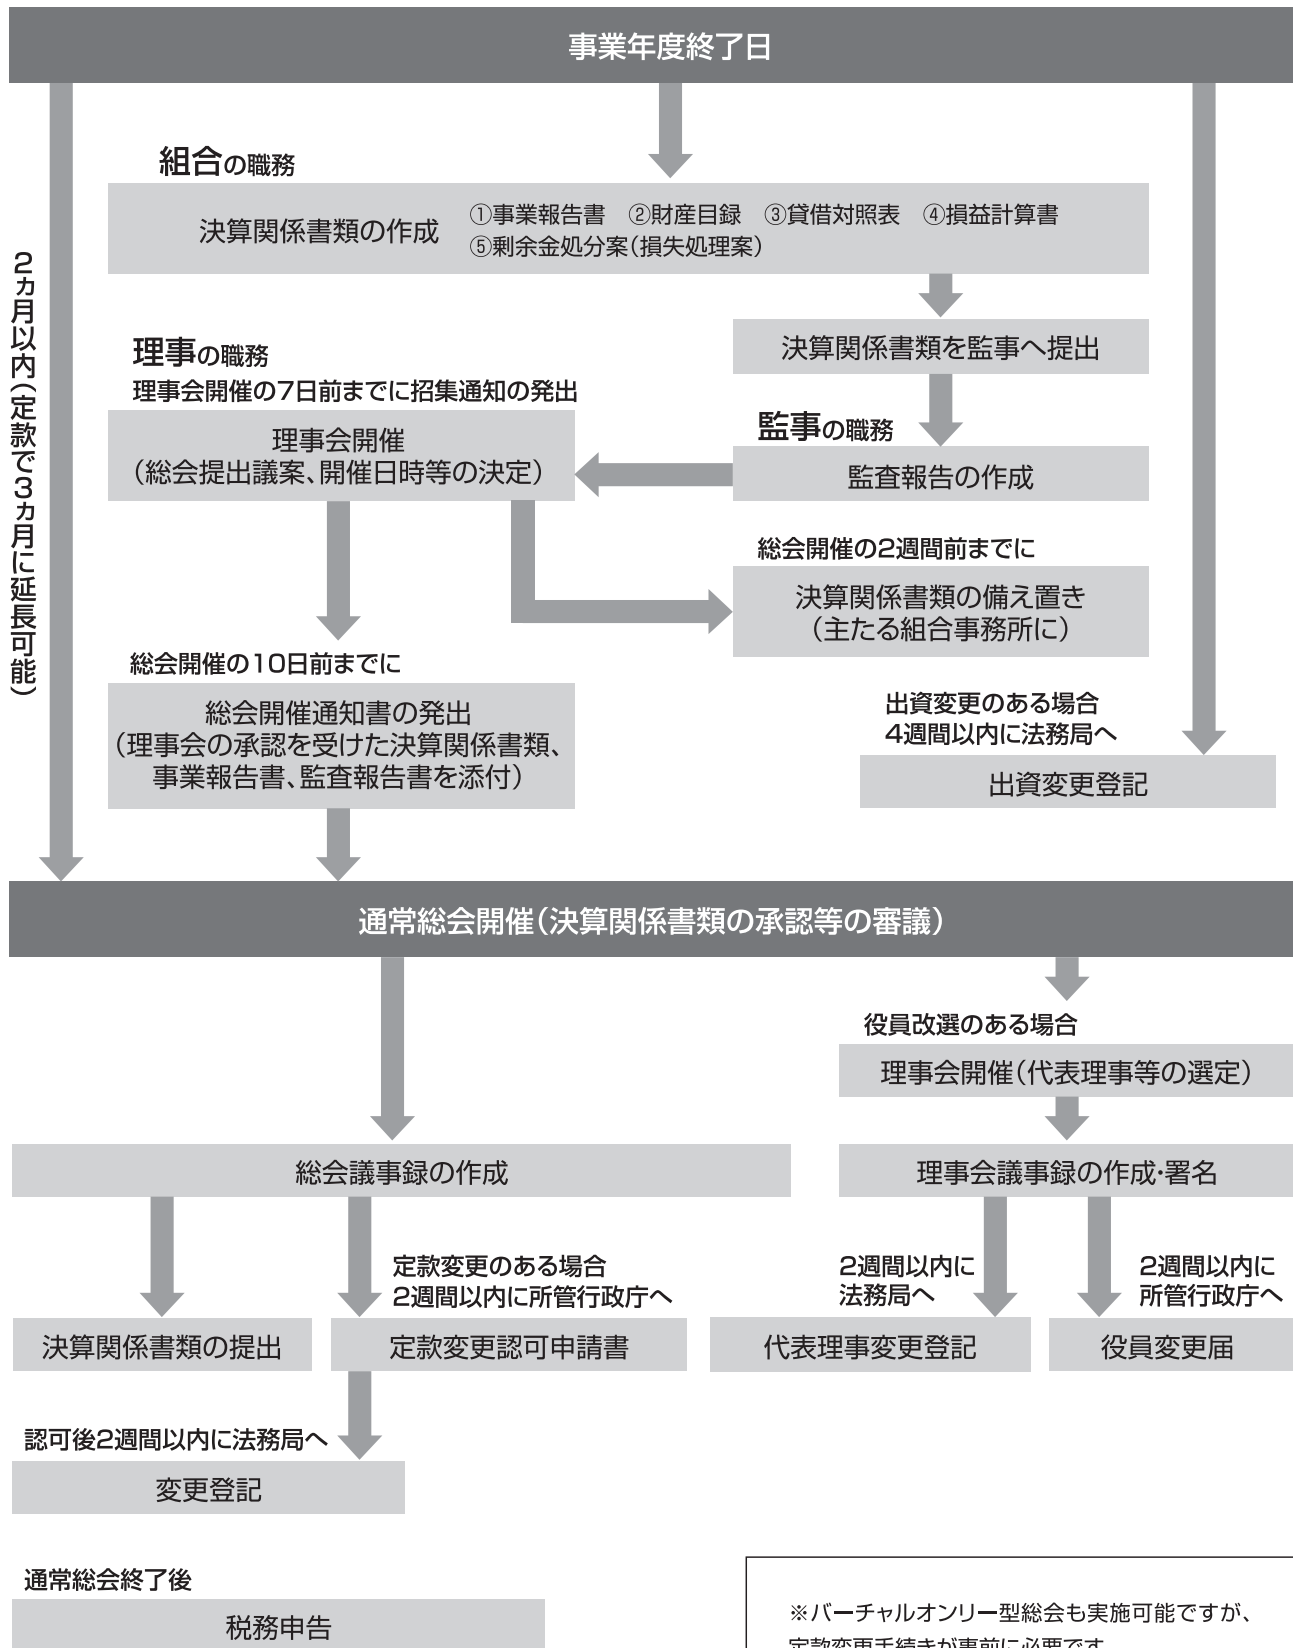 事業年度終了日
2ヵ月以内(定款で3ヵ月に延長可能)
組合の職務
決算関係書類の作成
①事業報告書　②財産目録　③貸借対照表　④損益計算書
⑤剰余金処分案(損失処理案)
決算関係書類を監事へ提出
監事の職務
監査報告の作成
理事の職務
理事会開催の7日前までに招集通知の発出
理事会開催
(総会提出議案、開催日時等の決定)
総会開催の2週間前までに
決算関係書類の備え置き
(主たる組合事務所に)
総会開催の10日前までに
総会開催通知書の発出
(理事会の承認を受けた決算関係書類、
事業報告書、監査報告書を添付)
出資変更のある場合
4週間以内に法務局へ
出資変更登記
通常総会開催(決算関係書類の承認等の審議)
役員改選のある場合
理事会開催(代表理事等の選定)
総会議事録の作成
理事会議事録の作成・署名
定款変更のある場合
2週間以内に所管行政庁へ
2週間以内に
法務局へ
2週間以内に
所管行政庁へ
決算関係書類の提出
定款変更認可申請書
代表理事変更登記
役員変更届
認可後2週間以内に法務局へ
変更登記
通常総会終了後
税務申告
※バーチャルオンリー型総会も実施可能ですが、
定款変更手続きが事前に必要です